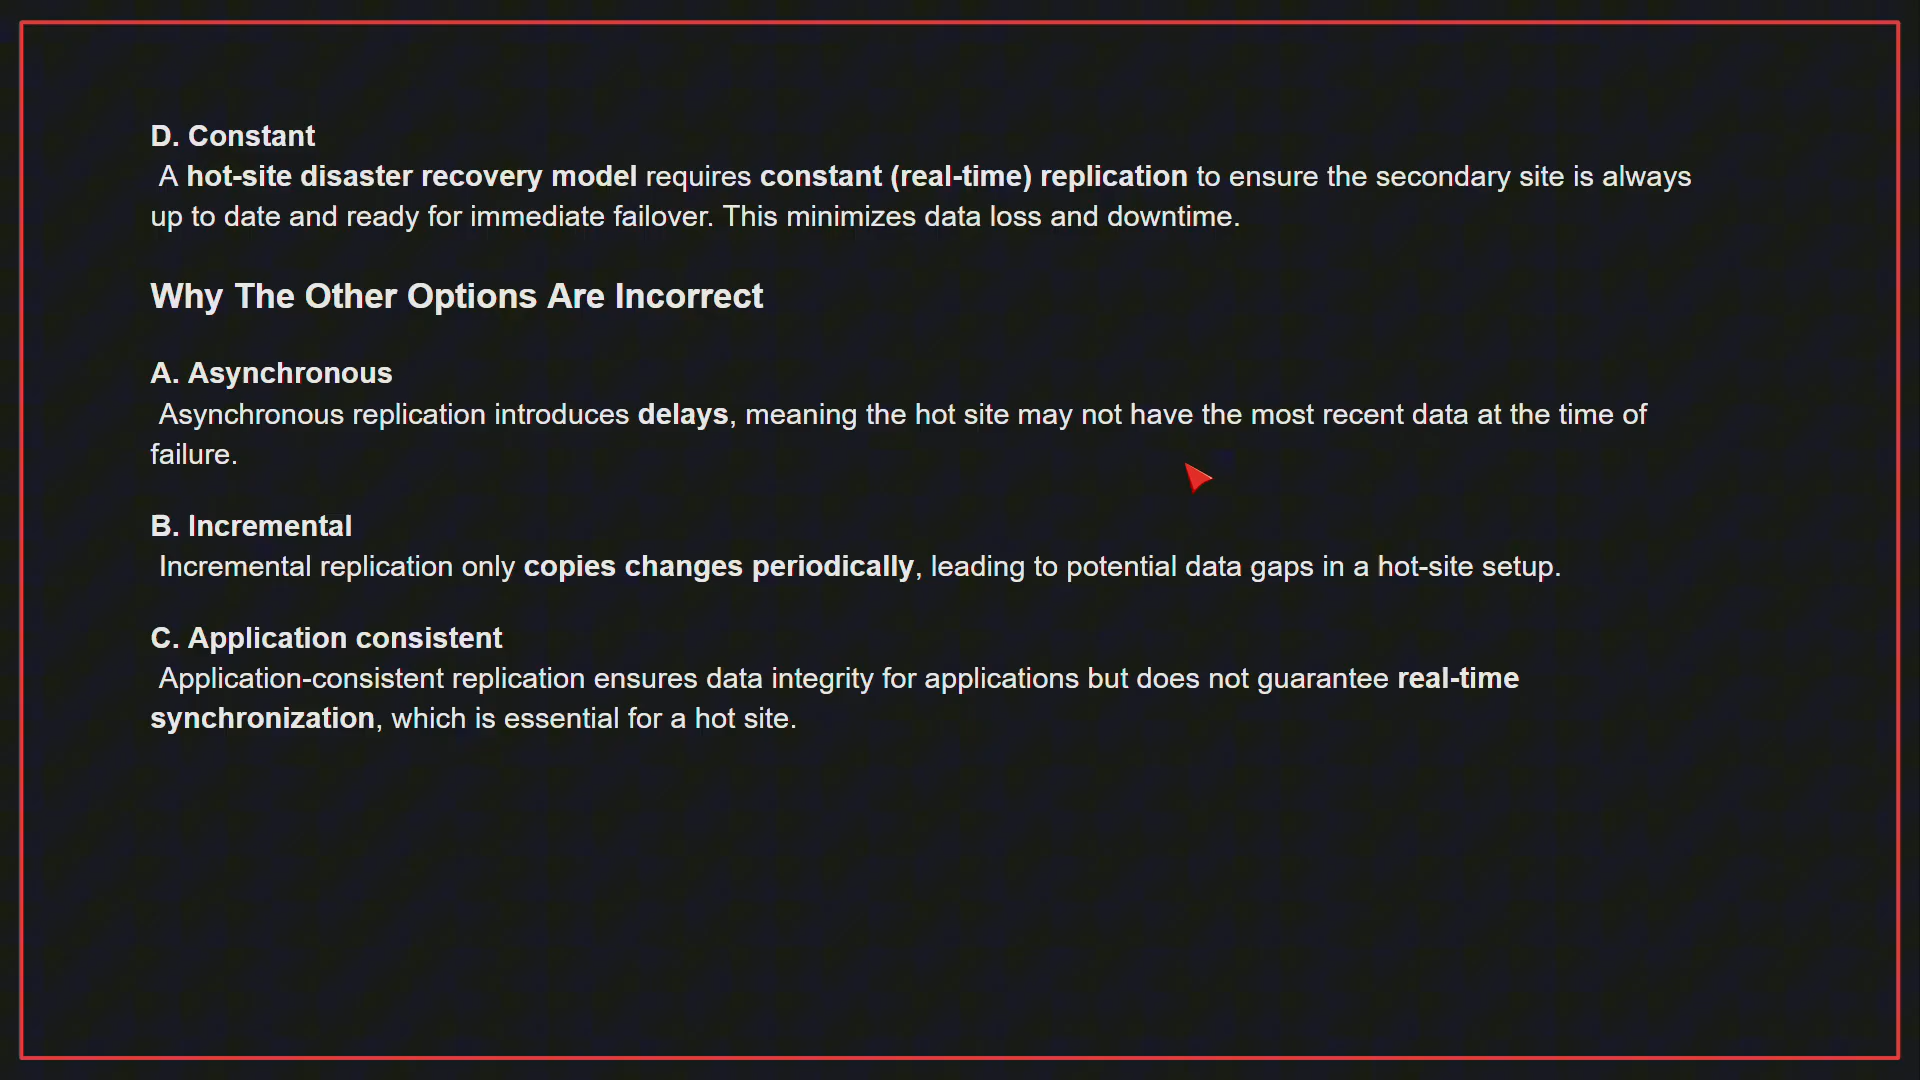 D. Constant
A hot-site disaster recovery model requires constant (real-time) replication to ensure the secondary site is always
up to date and ready for immediate failover. This minimizes data loss and downtime.
Why The Other Options Are Incorrect
A. Asynchronous
Asynchronous replication introduces delays, meaning the hot site may not have the most recent data at the time of
failure.
B. Incremental
Incremental replication only copies changes periodically, leading to potential data gaps in a hot-site setup.
C. Application consistent
Application-consistent replication ensures data integrity for applications but does not guarantee real-time
synchronization, which is essential for a hot site.